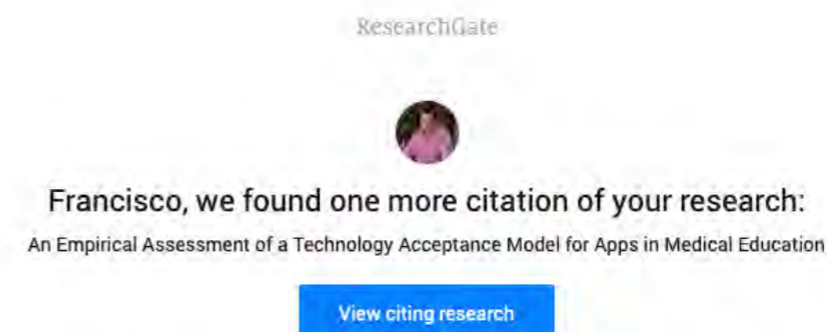 ResearchGate
Francisco, we found one more citation of your research:
An Empirical Assessment of a Technology Acceptance Model for Apps in Medical Education
View citing research